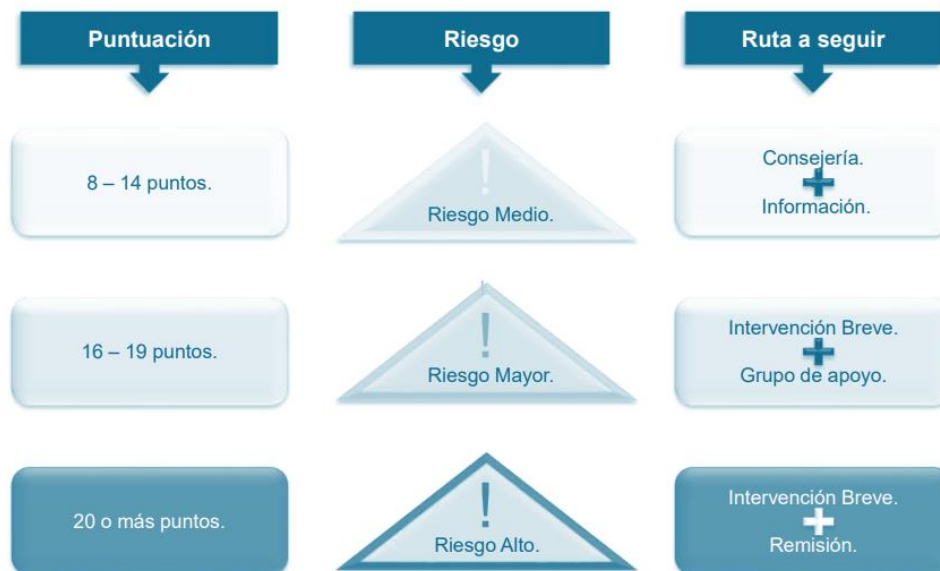 Puntuación
Riesgo
Ruta a seguir
8 – 14 puntos.
!
Riesgo Medio.
Consejería.
+
Información.
16 – 19 puntos.
!
Riesgo Mayor.
Intervención Breve.
+
Grupo de apoyo.
20 o más puntos.
!
Riesgo Alto.
Intervención Breve.
+
Remisión.